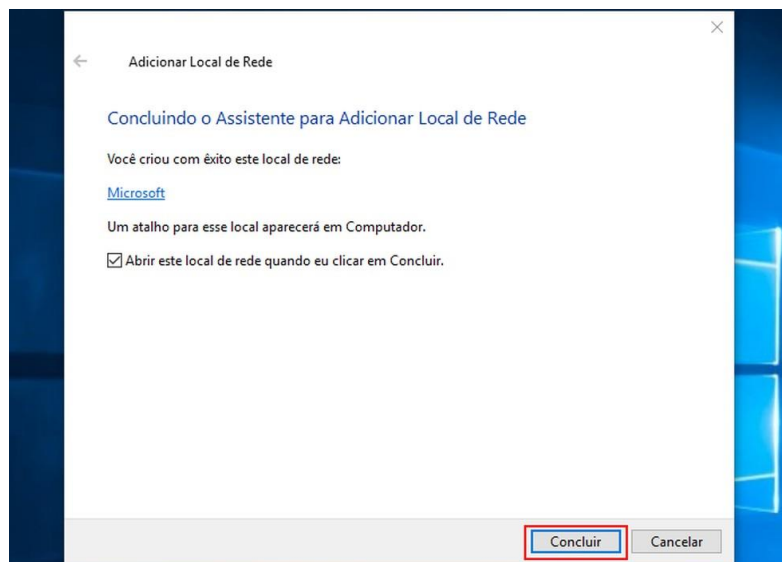 Adicionar Local de Rede
Concluindo o Assistente para Adicionar Local de Rede
Você criou com êxito este local de rede:
Microsoft
Um atalho para esse local aparecerá em Computador.
Abrir este local de rede quando eu clicar em Concluir.
Concluir Cancelar